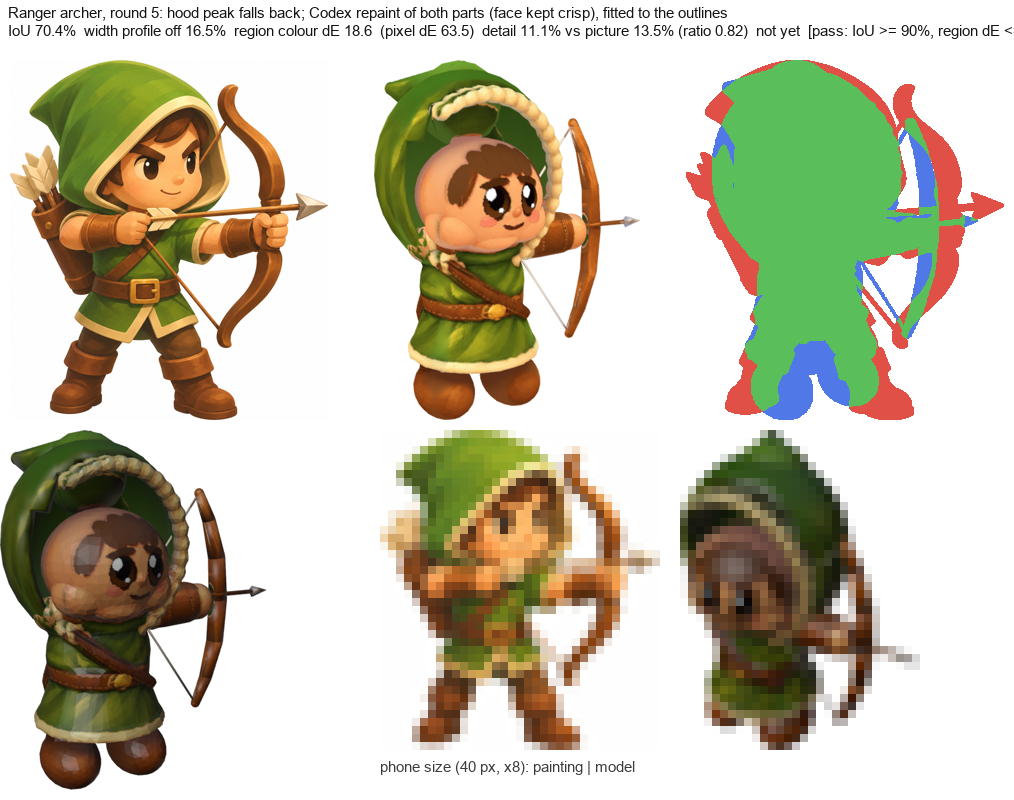 Ranger archer, round 5: hood peak falls back; Codex repaint of both parts (face kept crisp), fitted to the outlines
IoU 70.4%  width profile off 16.5%  region colour dE 18.6  (pixel dE 63.5)  detail 11.1% vs picture 13.5% (ratio 0.82)  not yet  [pass: IoU >= 90%, region dE <
phone size (40 px, x8): painting | model